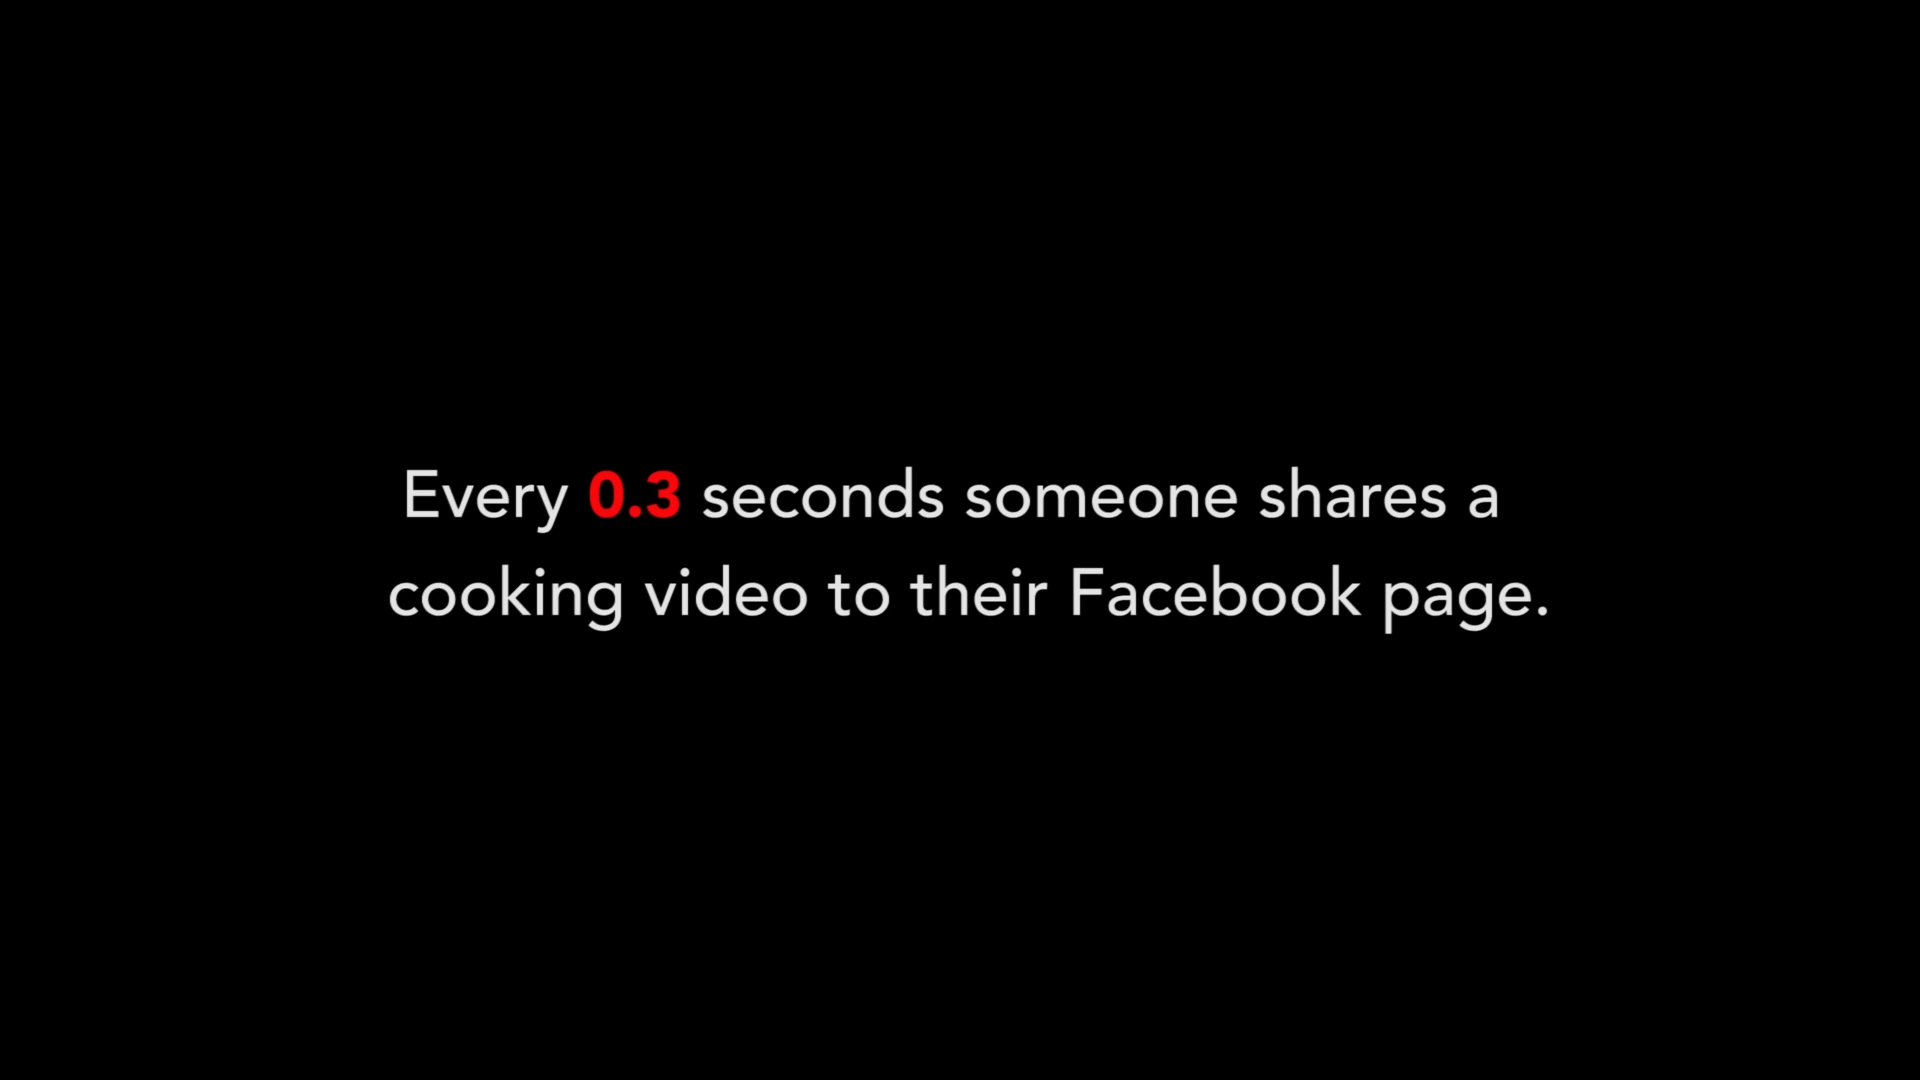 Every 0.3 seconds someone shares a
cooking video to their Facebook page.